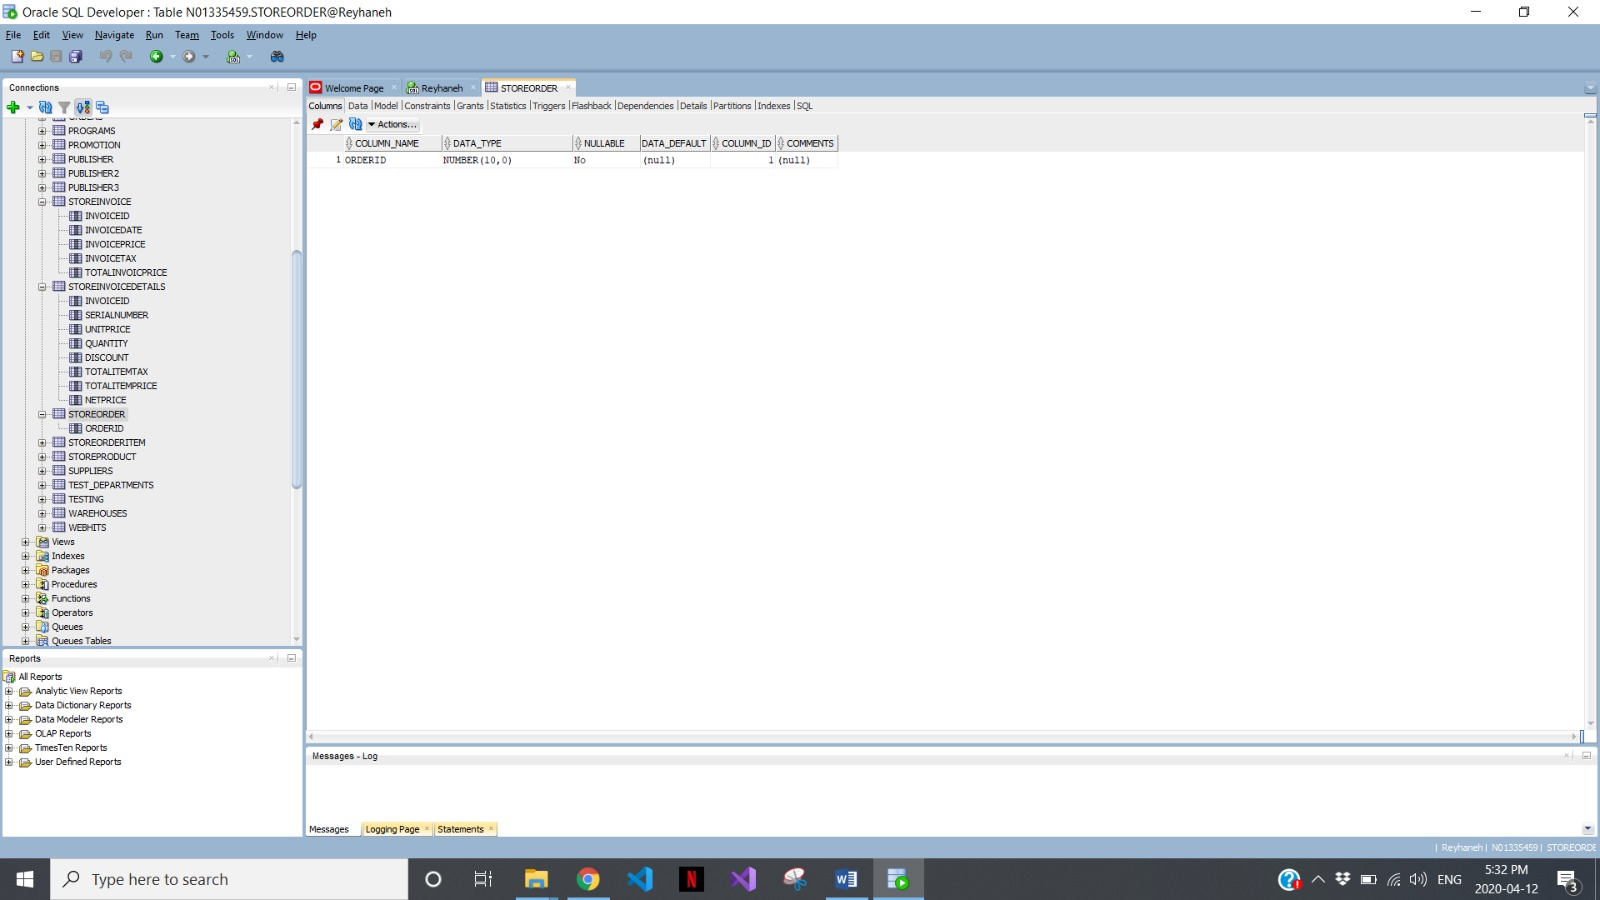 Oracle SQL Developer : Table N01335459.STOREORDER@Reyhaneh
File Edit View Navigate Run Team Tools Window Help
Connections
PROGRAMS
PROMOTION
PUBLISHER
PUBLISHER2
PUBLISHER3
STOREINVOICE
INVOICEID
INVOICEDATE
INVOICEPRICE
INVOICETAX
TOTALINVOICPRICE
STOREINVOICEDETAILS
INVOICEID
SERIALNUMBER
UNITPRICE
QUANTITY
DISCOUNT
TOTALITEMTAX
TOTALITEMPRICE
NETPRICE
STOREORDER
ORDERID
STOREORDERITEM
STOREPRODUCT
SUPPLIERS
TEST_DEPARTMENTS
TESTING
WAREHOUSES
WEBHITS
Views
Indexes
Packages
Procedures
Functions
Operators
Queues
Queues Tables
Reports
All Reports
Analytic View Reports
Data Dictionary Reports
Data Modeler Reports
OLAP Reports
TimesTen Reports
User Defined Reports
Welcome Page Reyhaneh STOREORDER
Columns Data |Model |Constraints |Grants |Statistics |Triggers |Flashback |Dependencies |Details |Partitions |Indexes |SQL
Actions...
COLUMN_NAME DATA_TYPE NULLABLE DATA_DEFAULT COLUMN_ID COMMENTS
1 ORDERID NUMBER(10,0) No (null) 1 (null)
Messages - Log
Messages Logging Page Statements
| Reyhaneh | N01335459 | STOREORDE
Type here to search
N
ENG
5:32 PM
2020-04-12
3